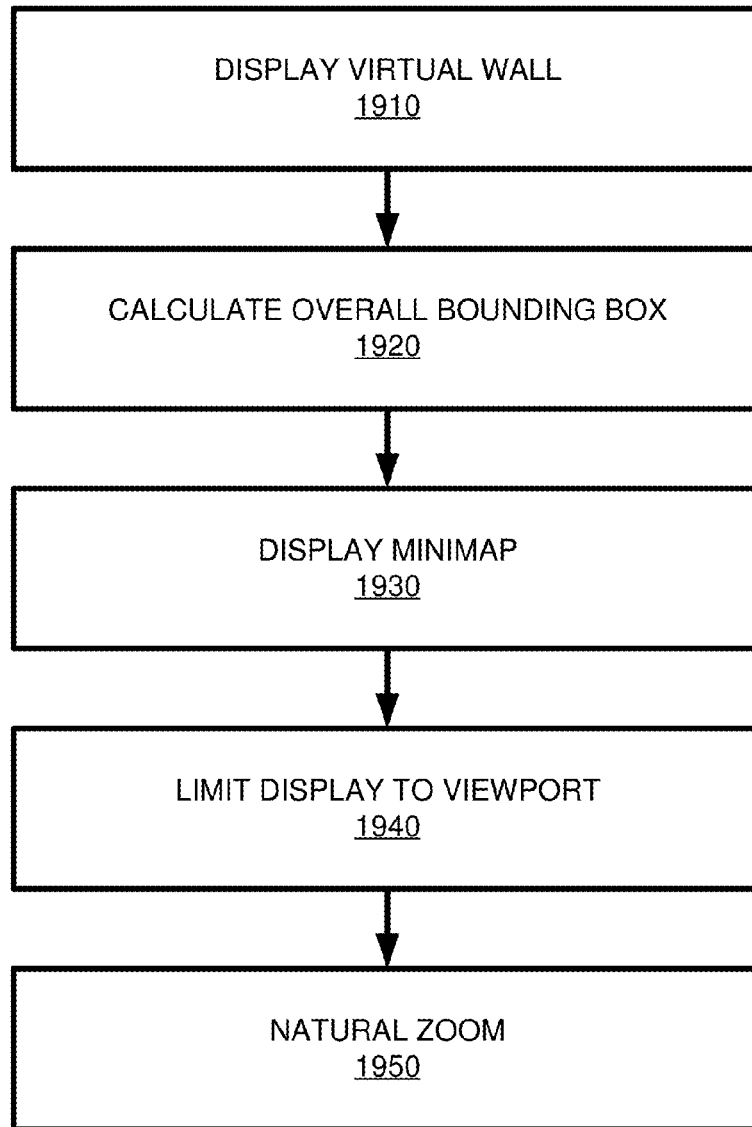 DISPLAY VIRTUAL WALL
1910
CALCULATE OVERALL BOUNDING BOX
1920
DISPLAY MINIMAP
1930
LIMIT DISPLAY TO VIEWPORT
1940
NATURAL ZOOM
1950